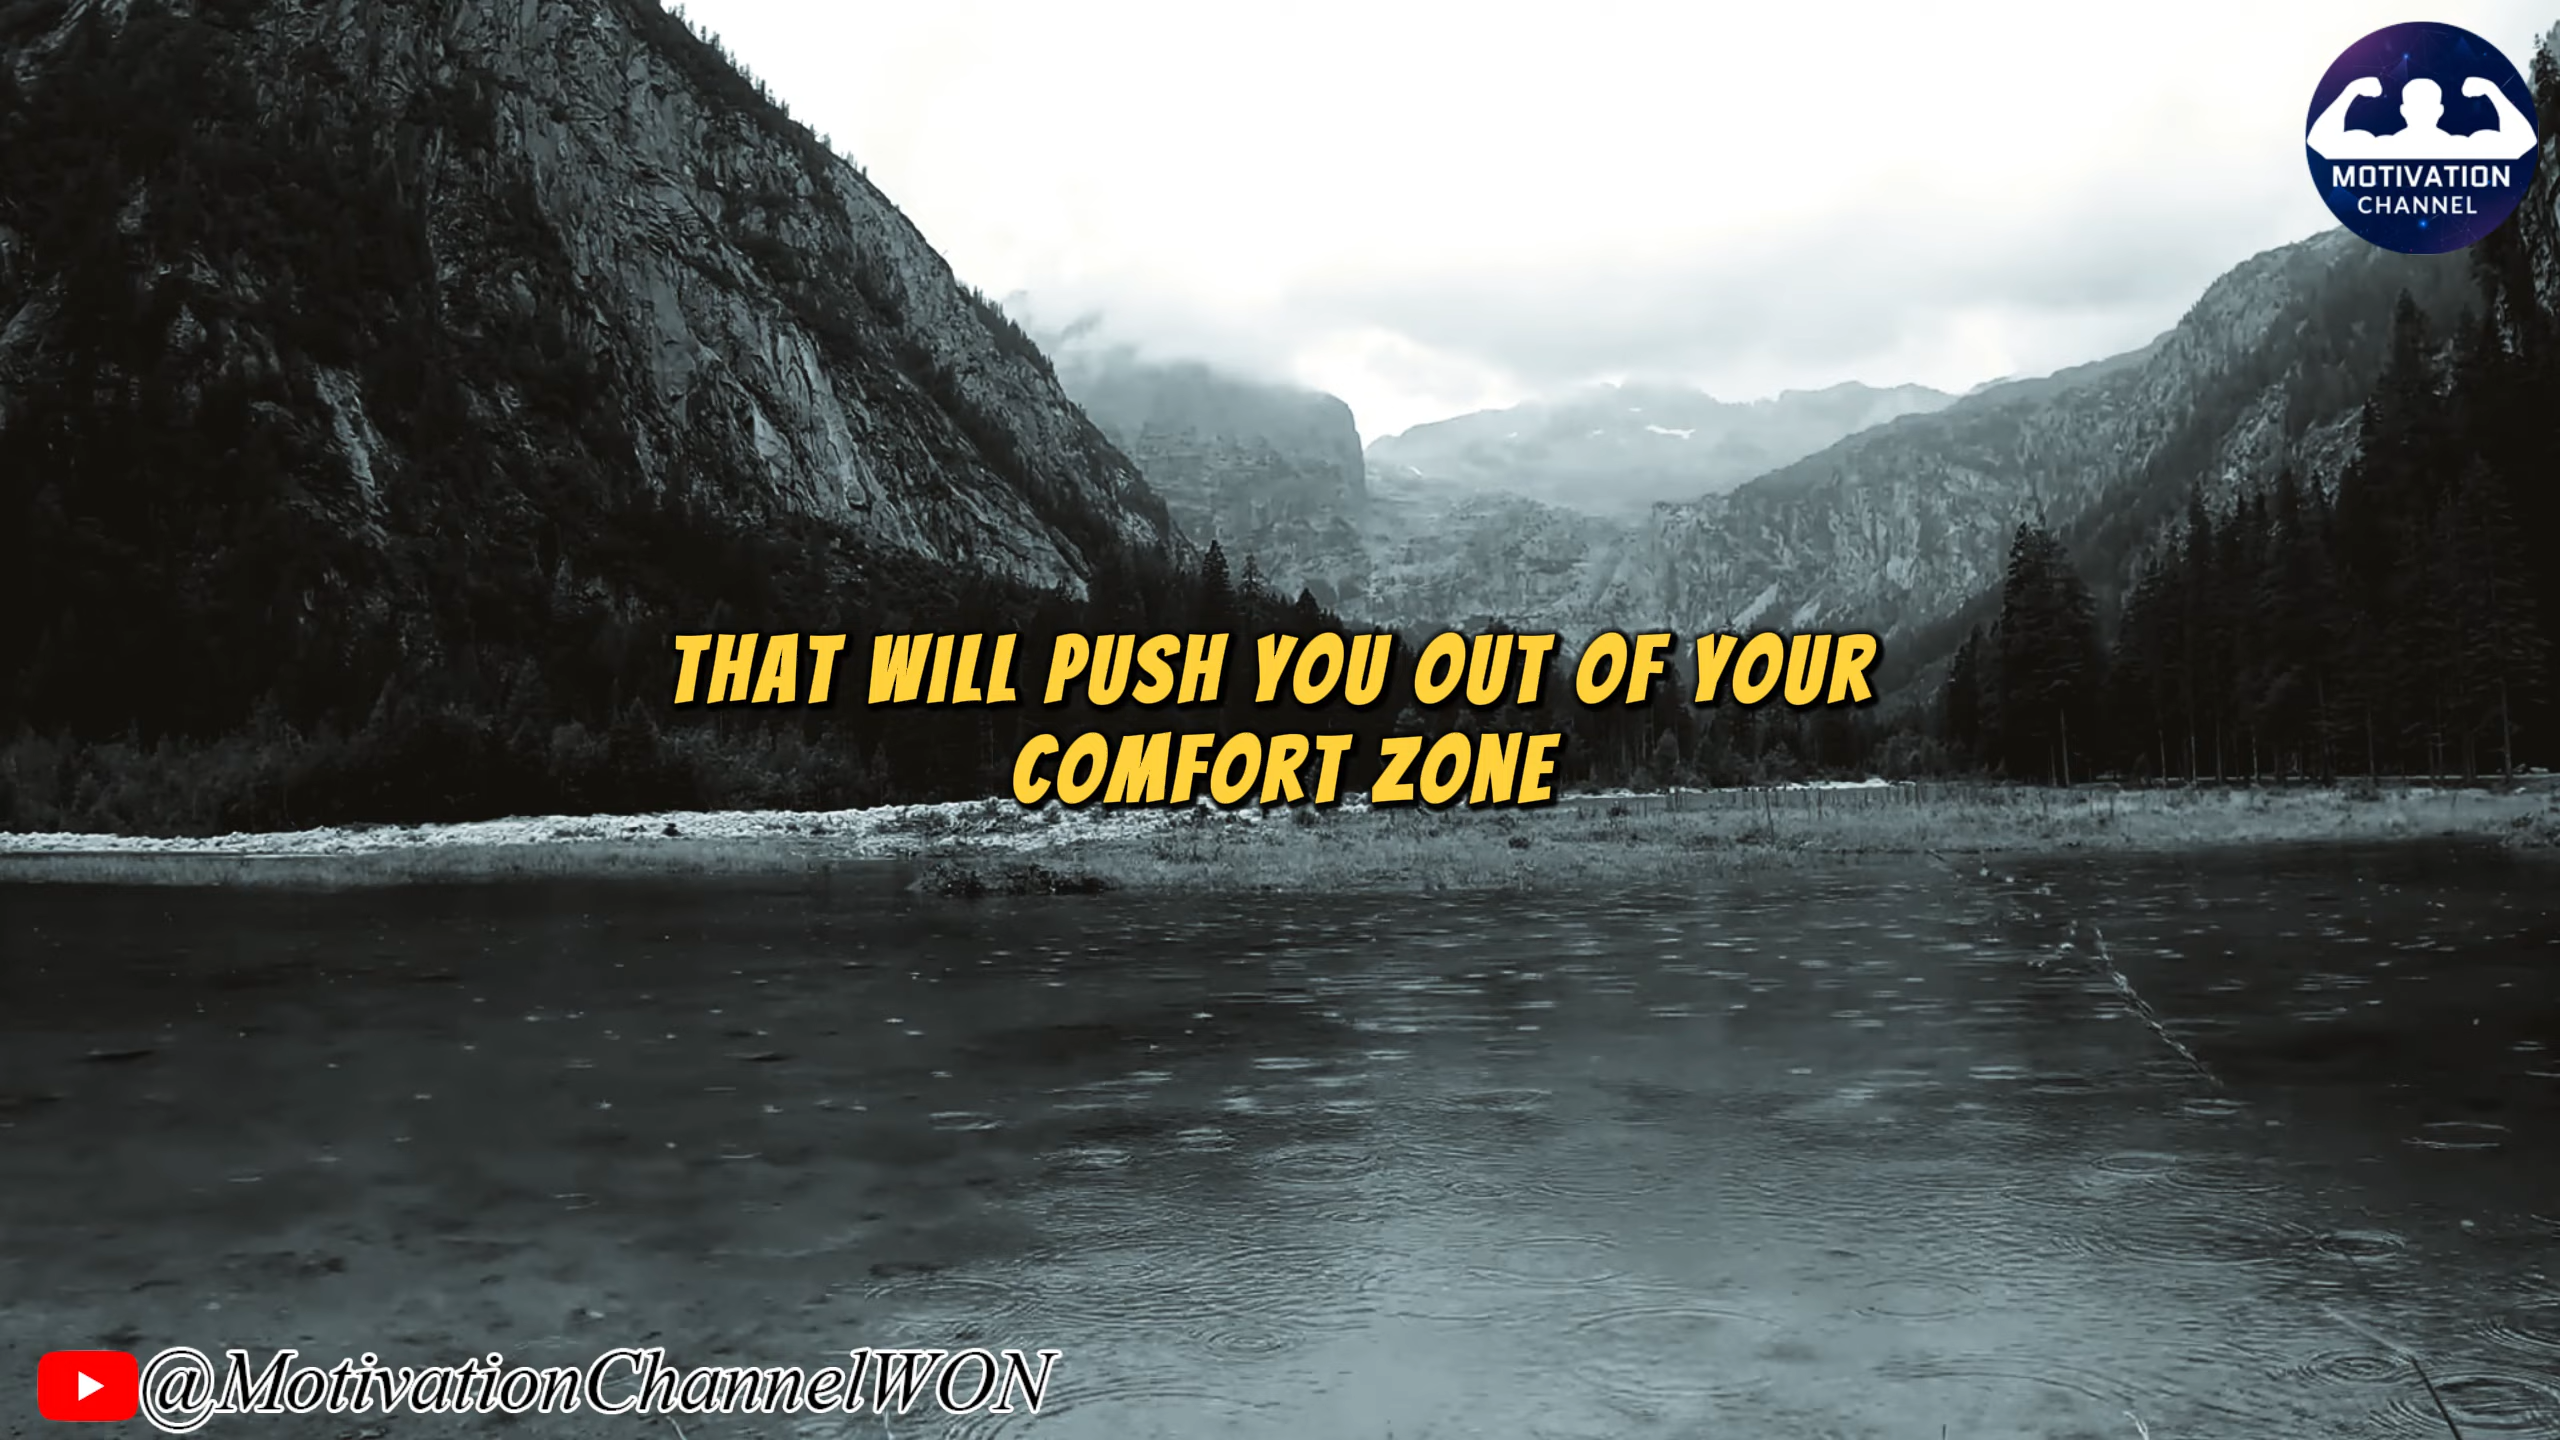 MOTIVATION
CHANNEL
THAT WILL PUSH YOU OUT OF YOUR
COMFORT ZONE
@MotivationChannelWON